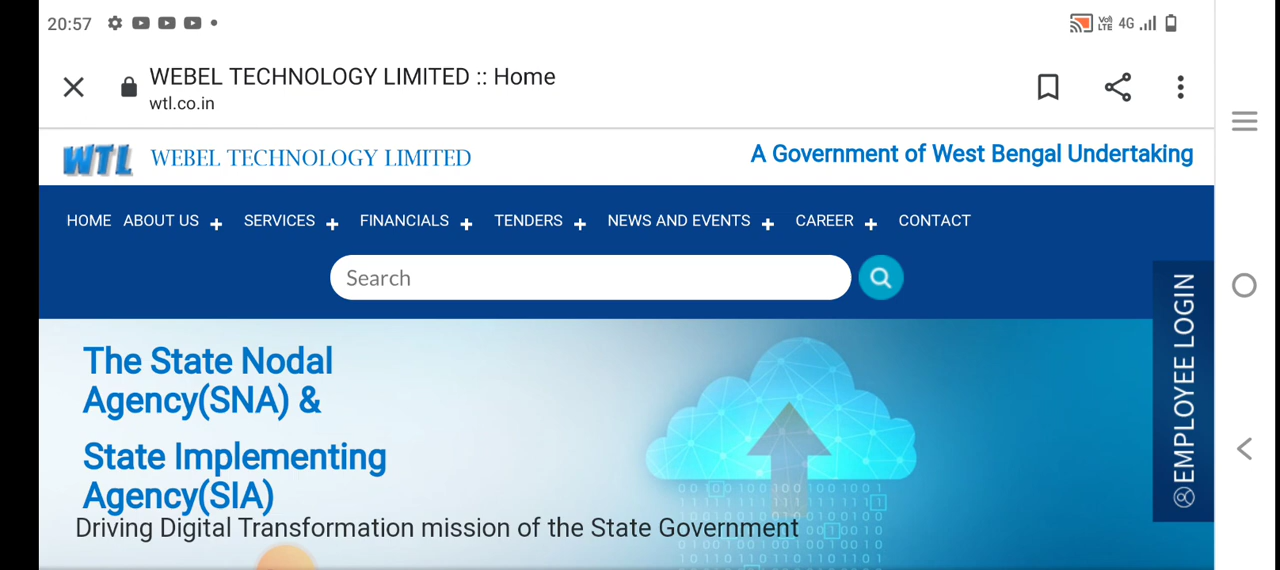 20:57
VoI LTE 4G
WEBEL TECHNOLOGY LIMITED :: Home
wtl.co.in
WTL WEBEL TECHNOLOGY LIMITED A Government of West Bengal Undertaking
HOME ABOUT US + SERVICES + FINANCIALS + TENDERS + NEWS AND EVENTS + CAREER + CONTACT
Search
EMPLOYEE LOGIN
The State Nodal
Agency(SNA) &
State Implementing
Agency(SIA)
Driving Digital Transformation mission of the State Government